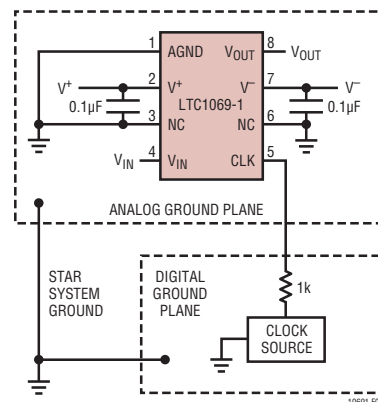 1 AGND VOUT 8 VOUT
V+ 2 V+ V– 7 V–
0.1µF LTC1069-1 0.1µF
3 NC NC 6
VIN 4 VIN CLK 5
ANALOG GROUND PLANE
STAR SYSTEM GROUND
DIGITAL GROUND PLANE
1k
CLOCK SOURCE